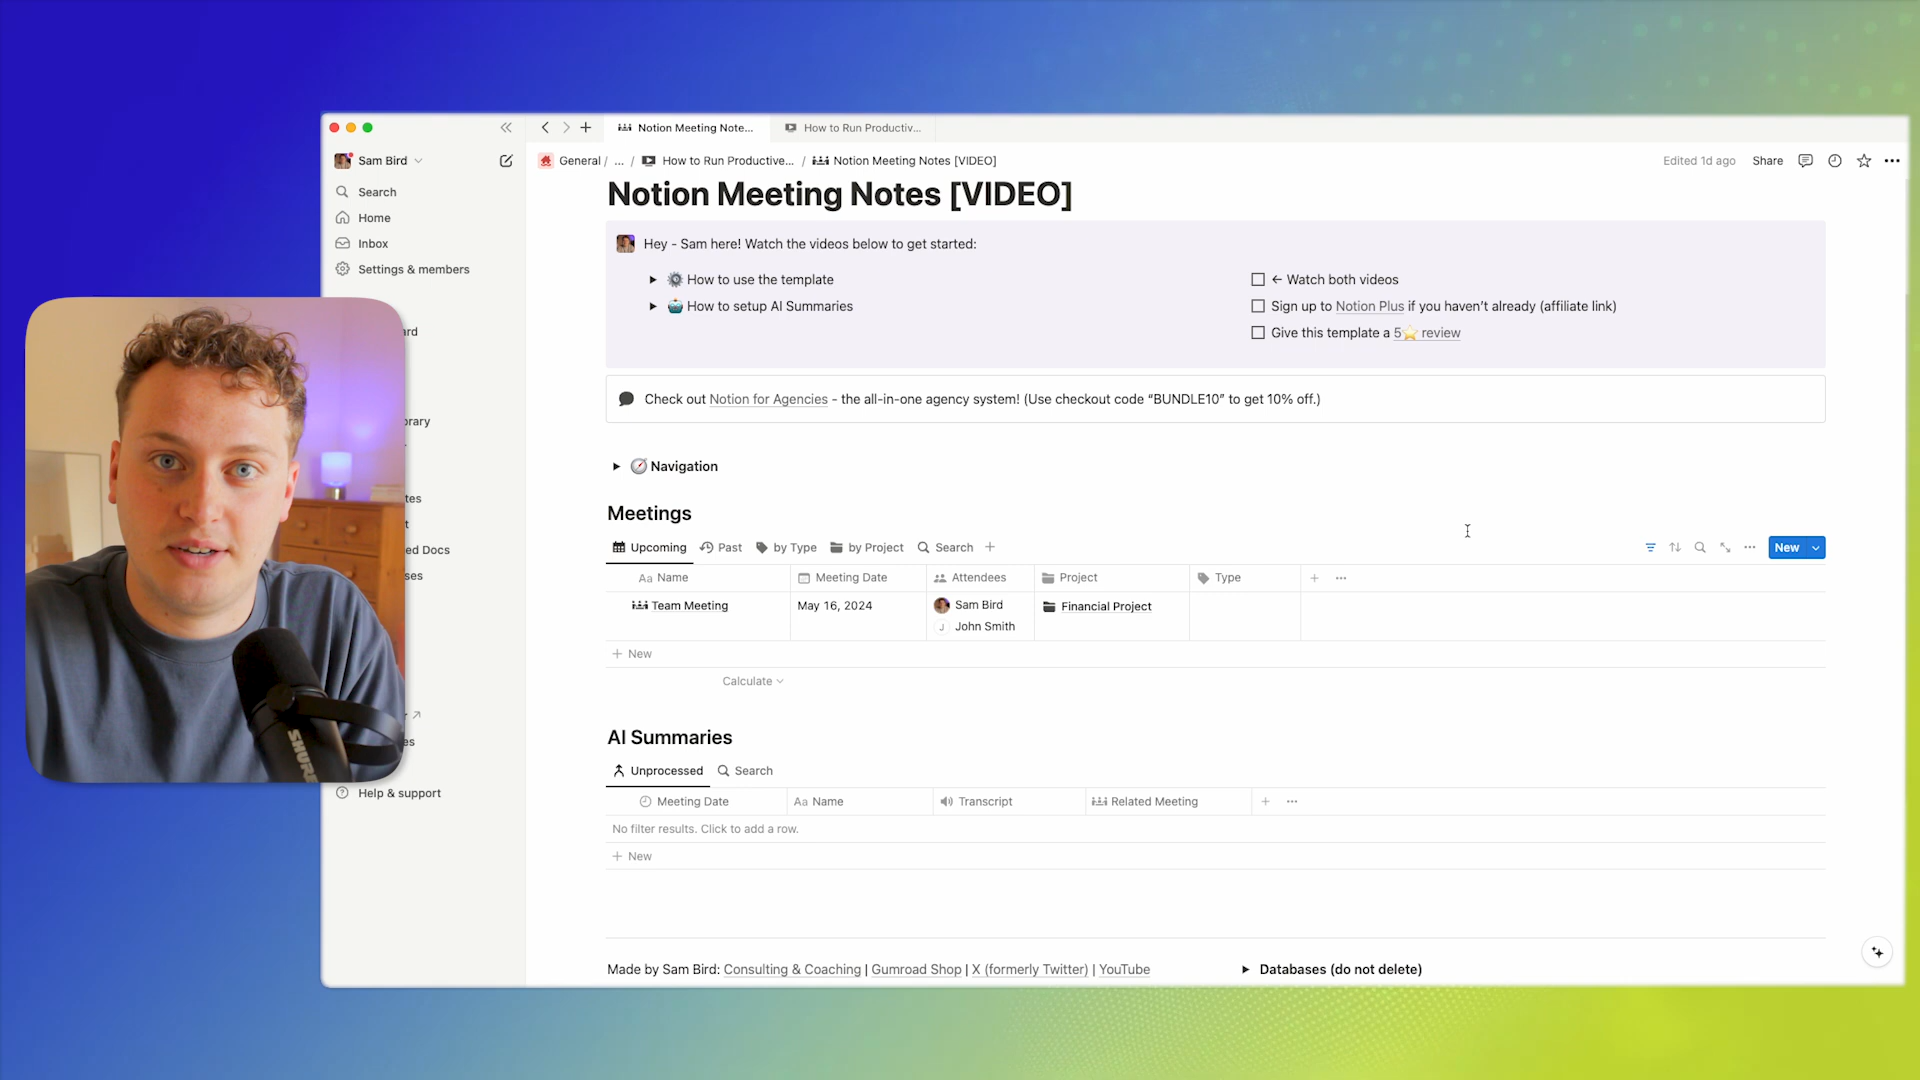 Notion Meeting Note...
How to Run Productiv...
Sam Bird
General / ... / How to Run Productive... / Notion Meeting Notes [VIDEO]
Edited 1d ago
Share
Search
Home
Inbox
Settings & members
ard
brary
tes
t
ed Docs
ses
es
Help & support
Notion Meeting Notes [VIDEO]
Hey - Sam here! Watch the videos below to get started:
How to use the template
How to setup AI Summaries
← Watch both videos
Sign up to Notion Plus if you haven't already (affiliate link)
Give this template a 5⭐ review
Check out Notion for Agencies - the all-in-one agency system! (Use checkout code "BUNDLE10" to get 10% off.)
Navigation
Meetings
Upcoming Past by Type by Project Search
New
Aa Name Meeting Date Attendees Project Type
Team Meeting May 16, 2024 Sam Bird Financial Project
J John Smith
+ New
Calculate
AI Summaries
Unprocessed Search
Meeting Date Aa Name Transcript Related Meeting
No filter results. Click to add a row.
+ New
Made by Sam Bird: Consulting & Coaching | Gumroad Shop | X (formerly Twitter) | YouTube
Databases (do not delete)
SHURE